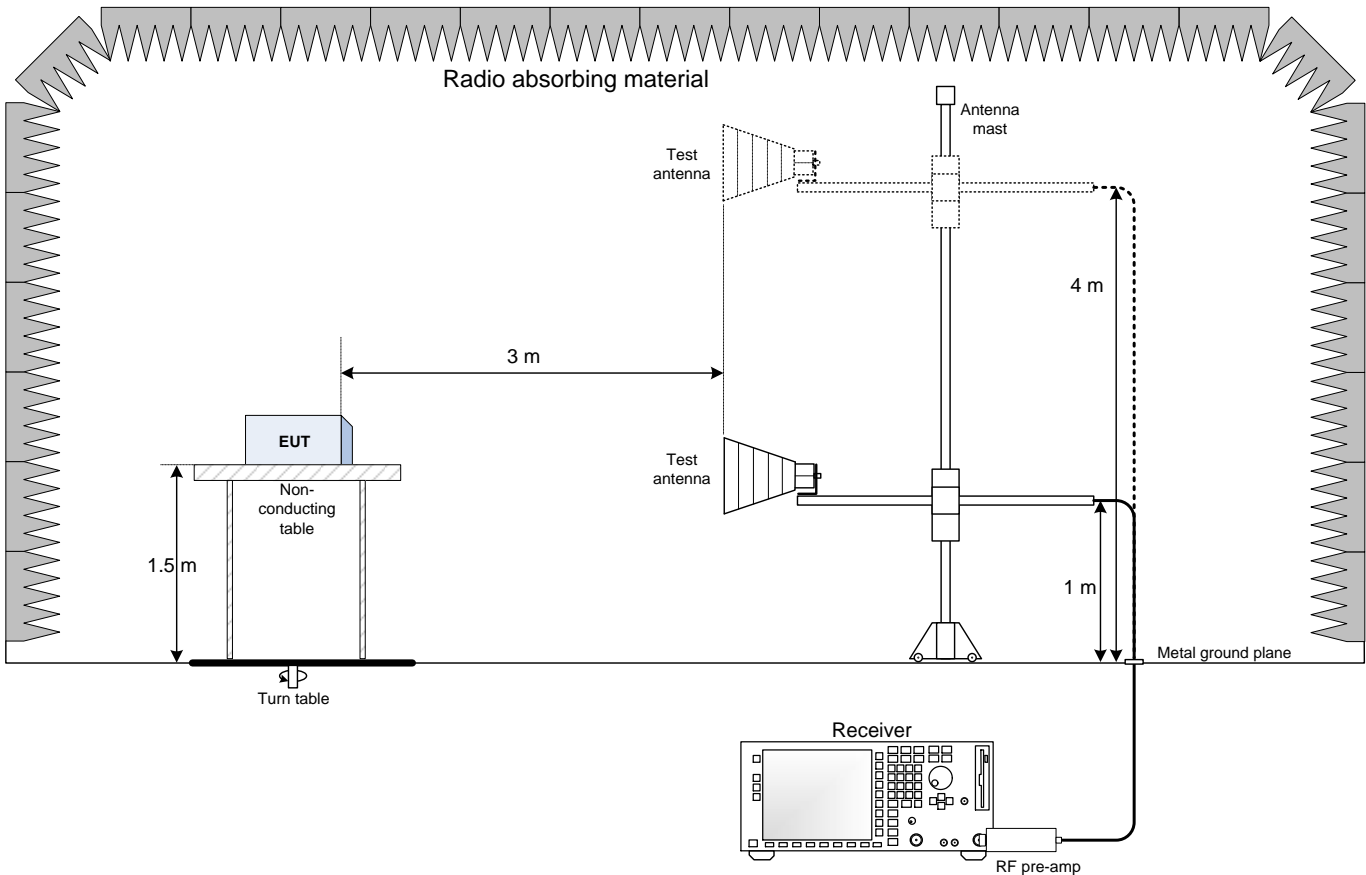 Radio absorbing material
Antenna
mast
Test
antenna
4 m
3 m
EUT
Test
antenna
Non-
conducting
table
1.5 m
1 m
Metal ground plane
Turn table
Receiver
RF pre-amp